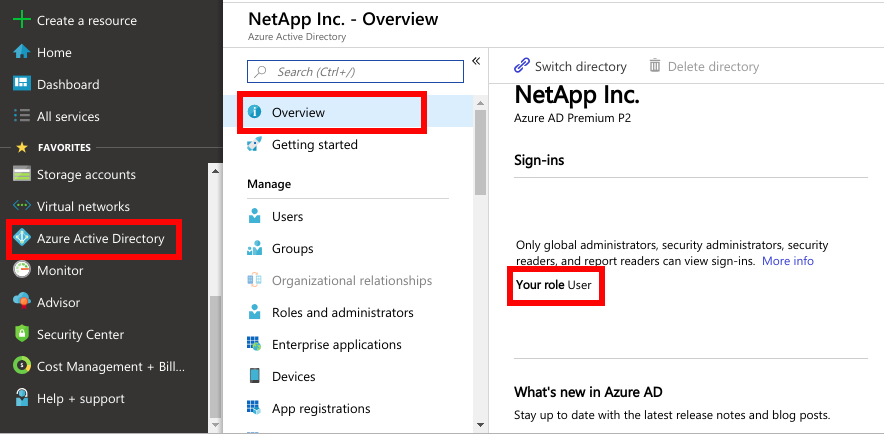 Create a resource
Home
Dashboard
All services
FAVORITES
Storage accounts
Virtual networks
Azure Active Directory
Monitor
Advisor
Security Center
Cost Management + Bill...
Help + support
NetApp Inc. - Overview
Azure Active Directory
Search (Ctrl+/)
«
Overview
Getting started
Manage
Users
Groups
Organizational relationships
Roles and administrators
Enterprise applications
Devices
App registrations
Switch directory
Delete directory
NetApp Inc.
Azure AD Premium P2
Sign-ins
Only global administrators, security administrators, security
readers, and report readers can view sign-ins. More info
Your role User
What's new in Azure AD
Stay up to date with the latest release notes and blog posts.